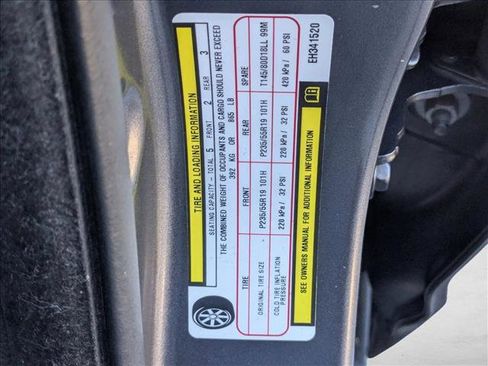 TIRE AND LOADING INFORMATION
SEATING CAPACITY - TOTAL 5 FRONT 2 REAR 3
THE COMBINED WEIGHT OF OCCUPANTS AND CARGO SHOULD NEVER EXCEED
392 KG OR 865 LB
TIRE FRONT REAR SPARE
ORIGINAL TIRE SIZE P235/55R19 101H P235/55R19 101H T145/80D18LL 99M
COLD TIRE INFLATION PRESSURE 220 kPa / 32 PSI 220 kPa / 32 PSI 420 kPa / 60 PSI
SEE OWNERS MANUAL FOR ADDITIONAL INFORMATION
EH341520